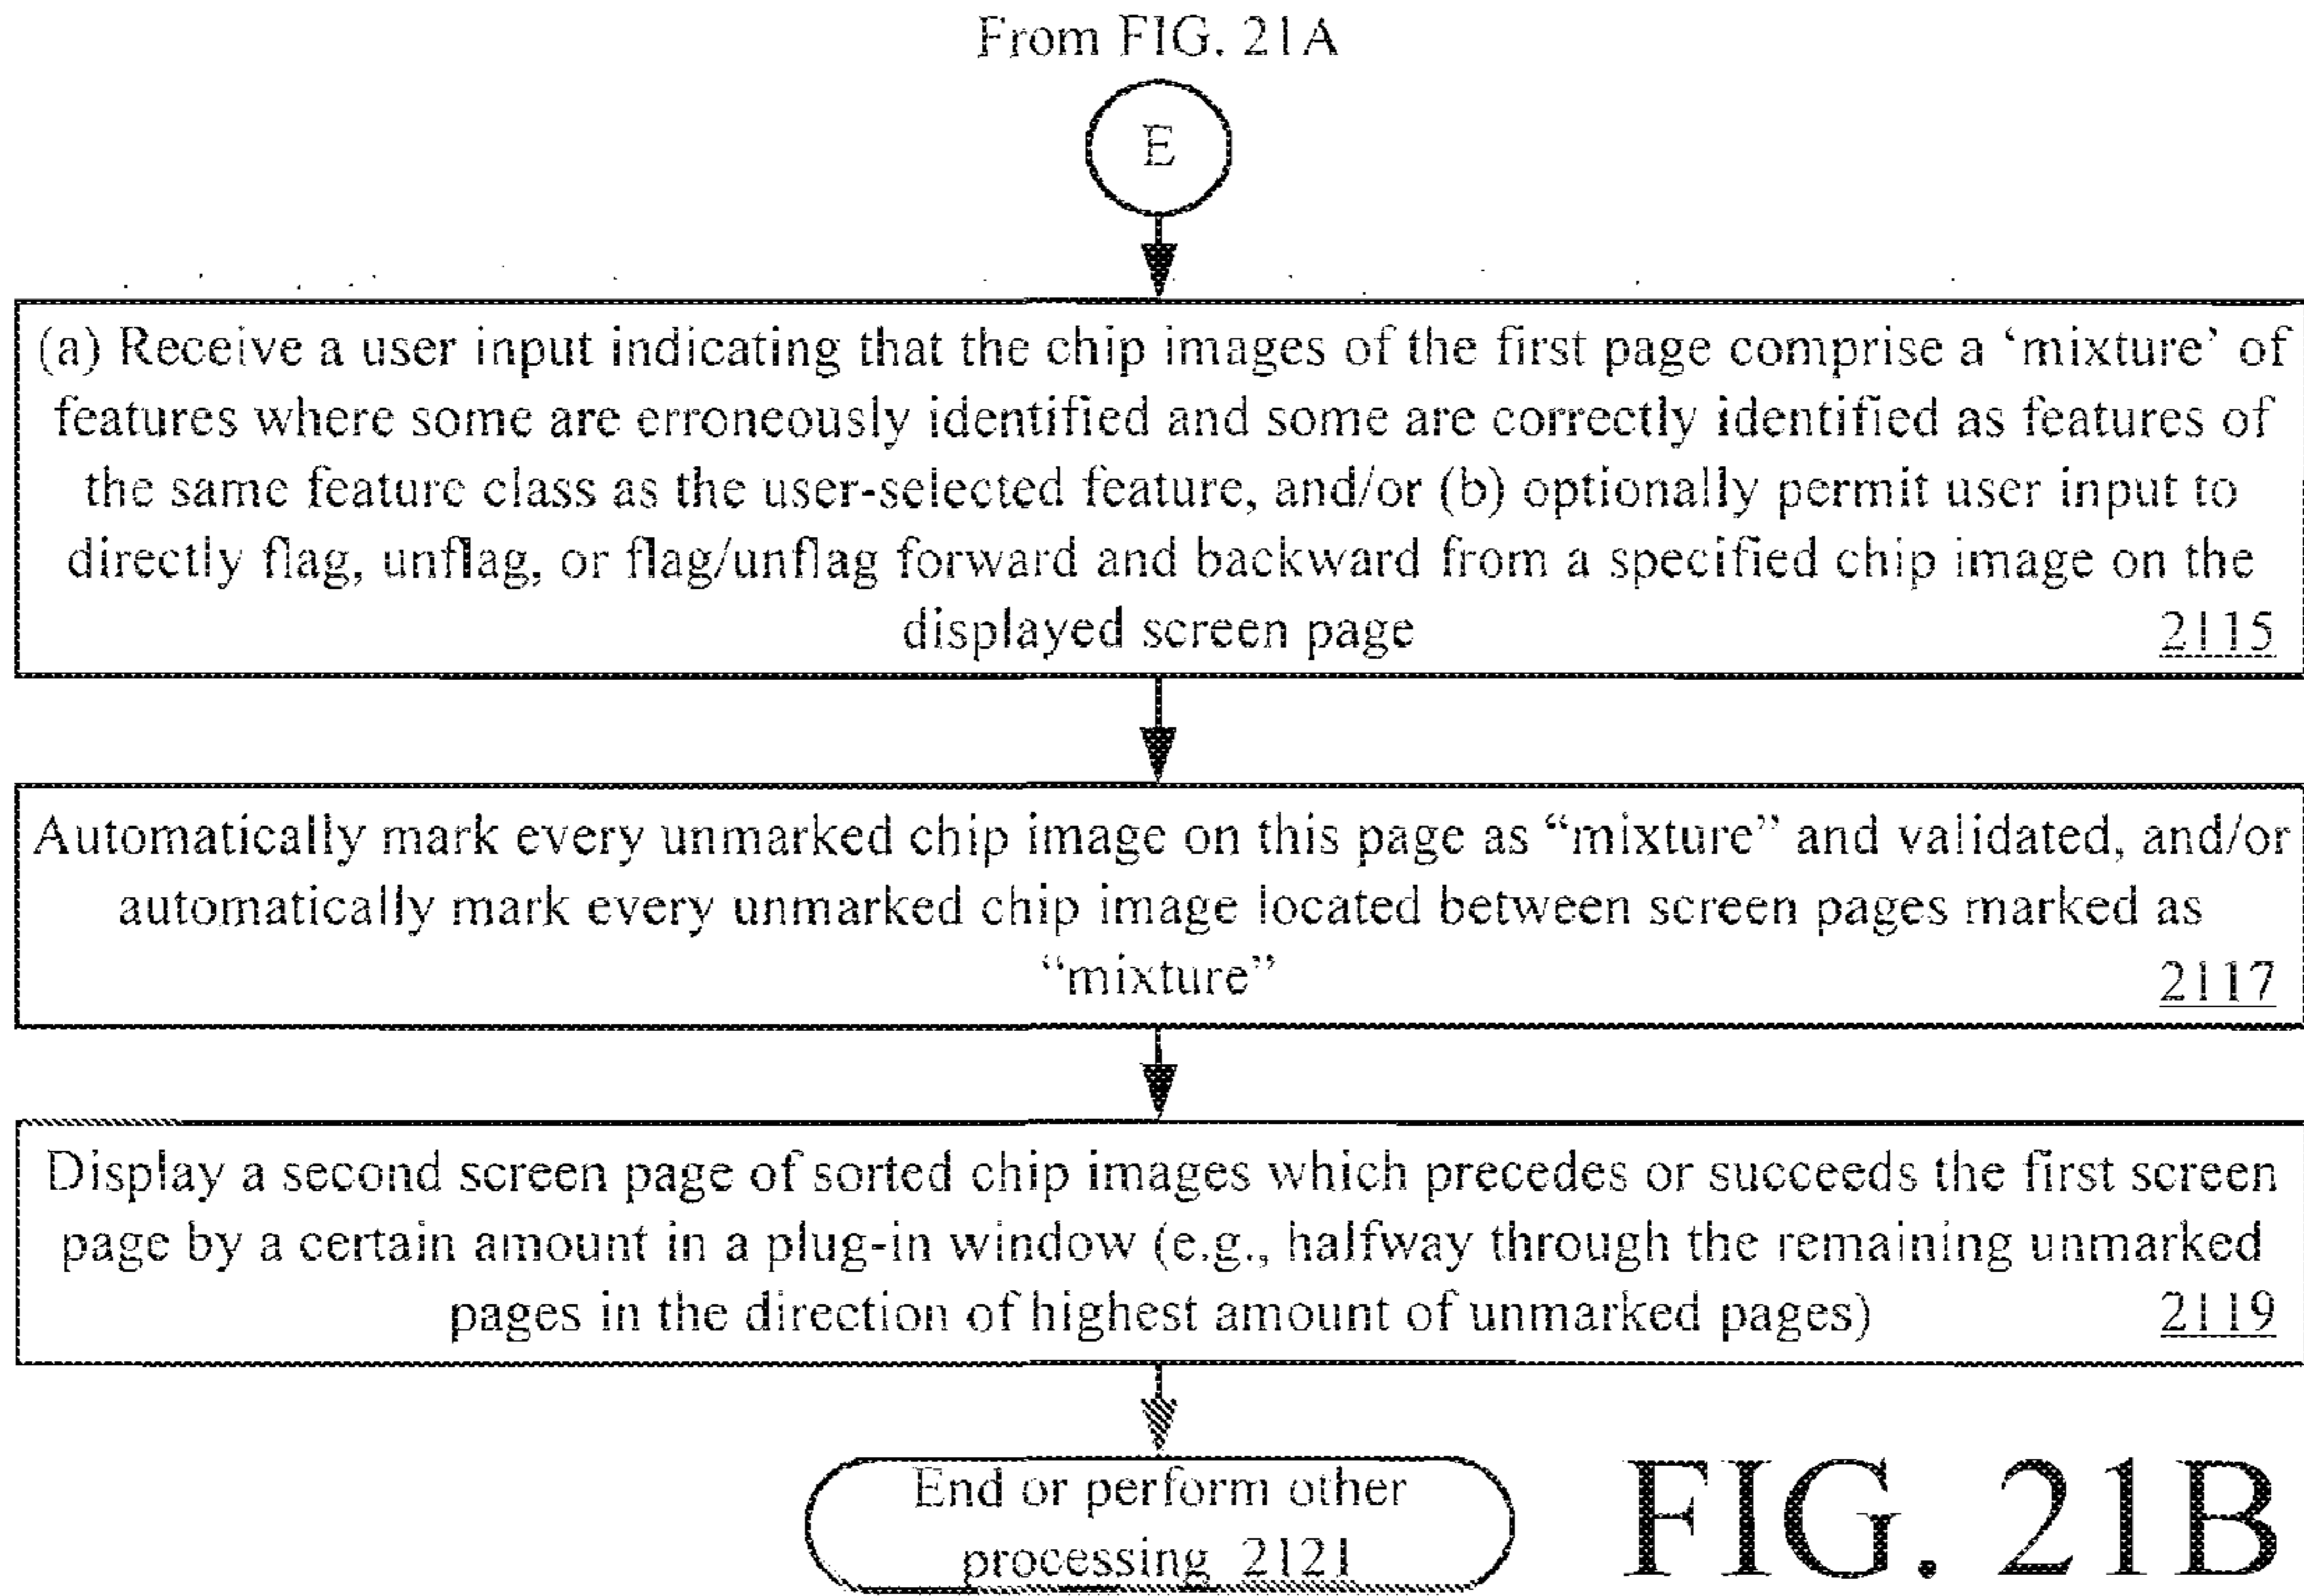 From FIG. 21A
E
(a) Receive a user input indicating that the chip images of the first page comprise a ‘mixture’ of
features where some are erroneously identified and some are correctly identified as features of
the same feature class as the user-selected feature, and/or (b) optionally permit user input to
directly flag, unflag, or flag/unflag forward and backward from a specified chip image on the
displayed screen page 2115
Automatically mark every unmarked chip image on this page as “mixture” and validated, and/or
automatically mark every unmarked chip image located between screen pages marked as
“mixture” 2117
Display a second screen page of sorted chip images which precedes or succeeds the first screen
page by a certain amount in a plug-in window (e.g., halfway through the remaining unmarked
pages in the direction of highest amount of unmarked pages) 2119
End or perform other
processing 2121
FIG. 21B